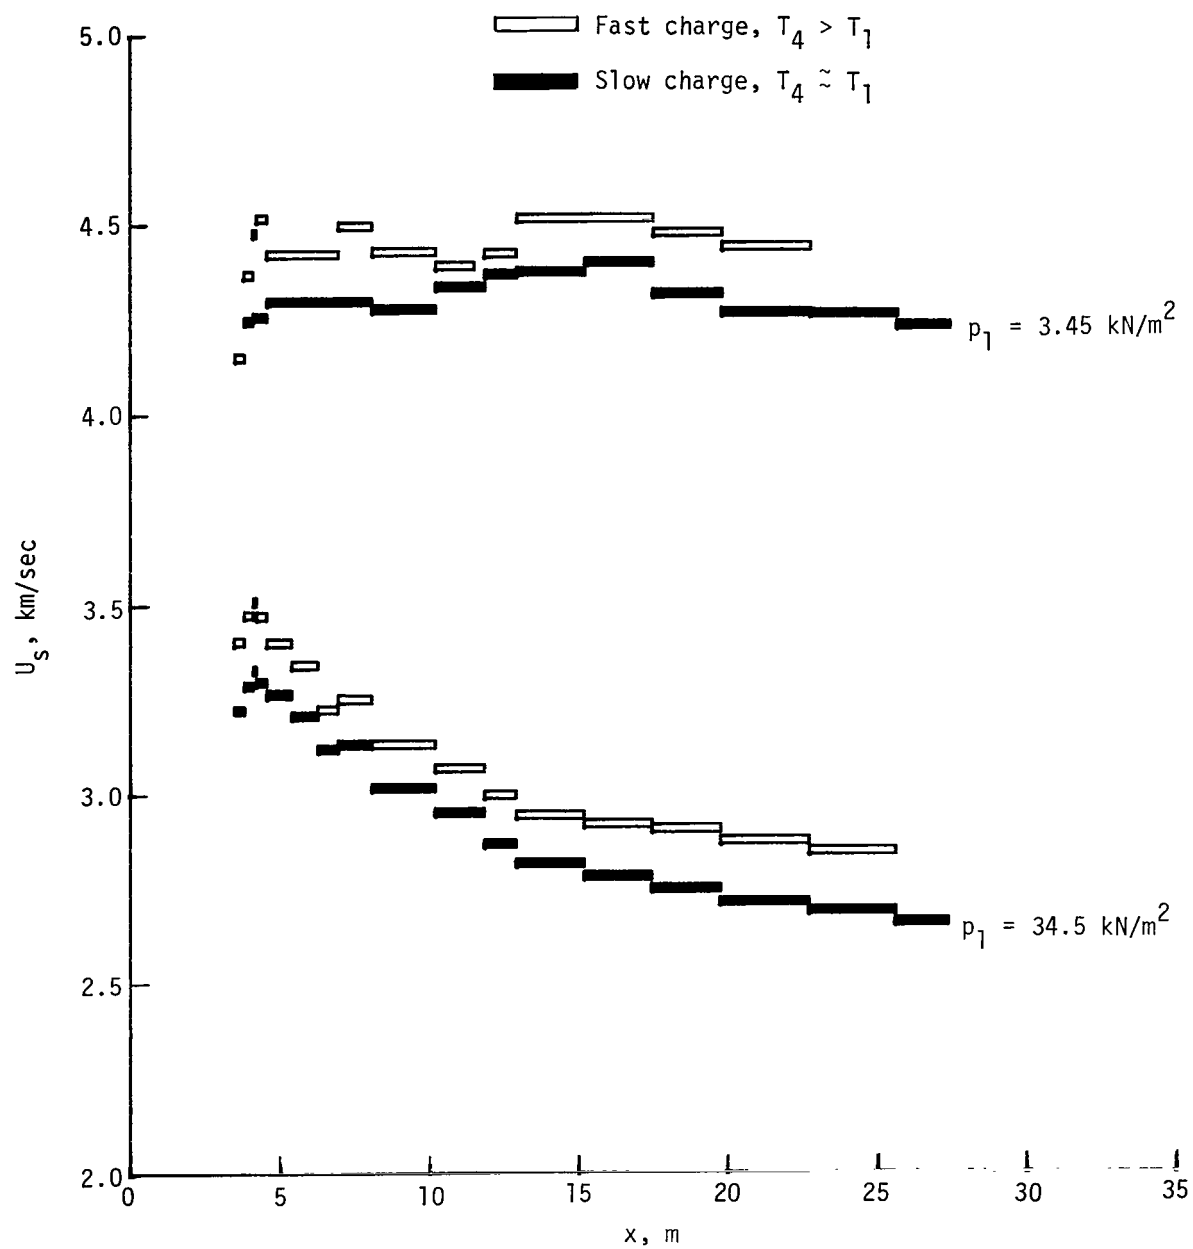 Fast charge, T4 > T1
Slow charge, T4 ≈ T1
5.0
4.5
4.0
3.5
3.0
2.5
2.0
Us, km/sec
p1 = 3.45 kN/m2
p1 = 34.5 kN/m2
0 5 10 15 20 25 30 35
x, m